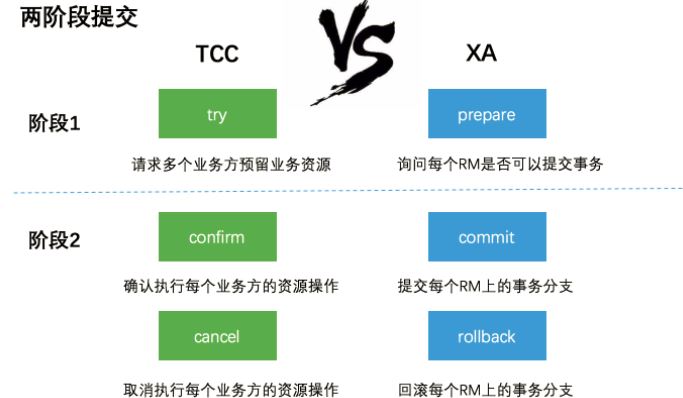 两阶段提交
TCC
VS
XA
阶段1
try
prepare
请求多个业务方预留业务资源
询问每个RM是否可以提交事务
阶段2
confirm
commit
确认执行每个业务方的资源操作
提交每个RM上的事务分支
cancel
rollback
取消执行每个业务方的资源操作
回滚每个RM上的事务分支